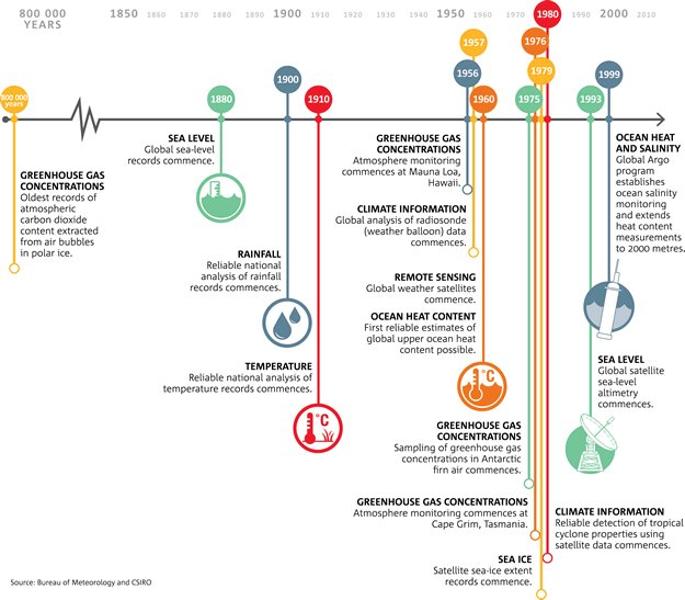 800 000
YEARS
1850 1860 1870 1880 1890 1900 1910 1920 1930 1940 1950 1960 1970 1980 1990 2000 2010
1976
1957
1979
1900
1956
1999
800 000
years
1880
1910
1960
1975
1993
GREENHOUSE GAS
CONCENTRATIONS
Oldest records of
atmospheric
carbon dioxide
content extracted
from air bubbles
in polar ice.
SEA LEVEL
Global sea-level
records commence.
RAINFALL
Reliable national
analysis of rainfall
records commences.
TEMPERATURE
Reliable national analysis of
temperature records commences.
°C
GREENHOUSE GAS
CONCENTRATIONS
Atmosphere monitoring
commences at Mauna Loa,
Hawaii.
CLIMATE INFORMATION
Global analysis of radiosonde
(weather balloon) data
commences.
REMOTE SENSING
Global weather satellites
commence.
OCEAN HEAT CONTENT
First reliable estimates of
global upper ocean heat
content possible.
°C
GREENHOUSE GAS
CONCENTRATIONS
Sampling of greenhouse gas
concentrations in Antarctic
firn air commences.
GREENHOUSE GAS CONCENTRATIONS
Atmosphere monitoring commences at
Cape Grim, Tasmania.
SEA ICE
Satellite sea-ice extent
records commence.
OCEAN HEAT
AND SALINITY
Global Argo
program
establishes
ocean salinity
monitoring
and extends
heat content
measurements
to 2000 metres.
SEA LEVEL
Global satellite
sea-level
altimetry
commences.
CLIMATE INFORMATION
Reliable detection of tropical
cyclone properties using
satellite data commences.
Source: Bureau of Meteorology and CSIRO